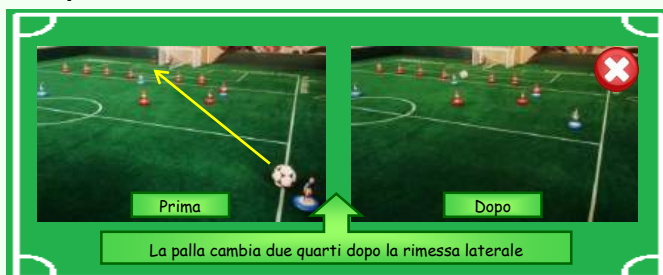 Prima
Dopo
La palla cambia due quarti dopo la rimessa laterale